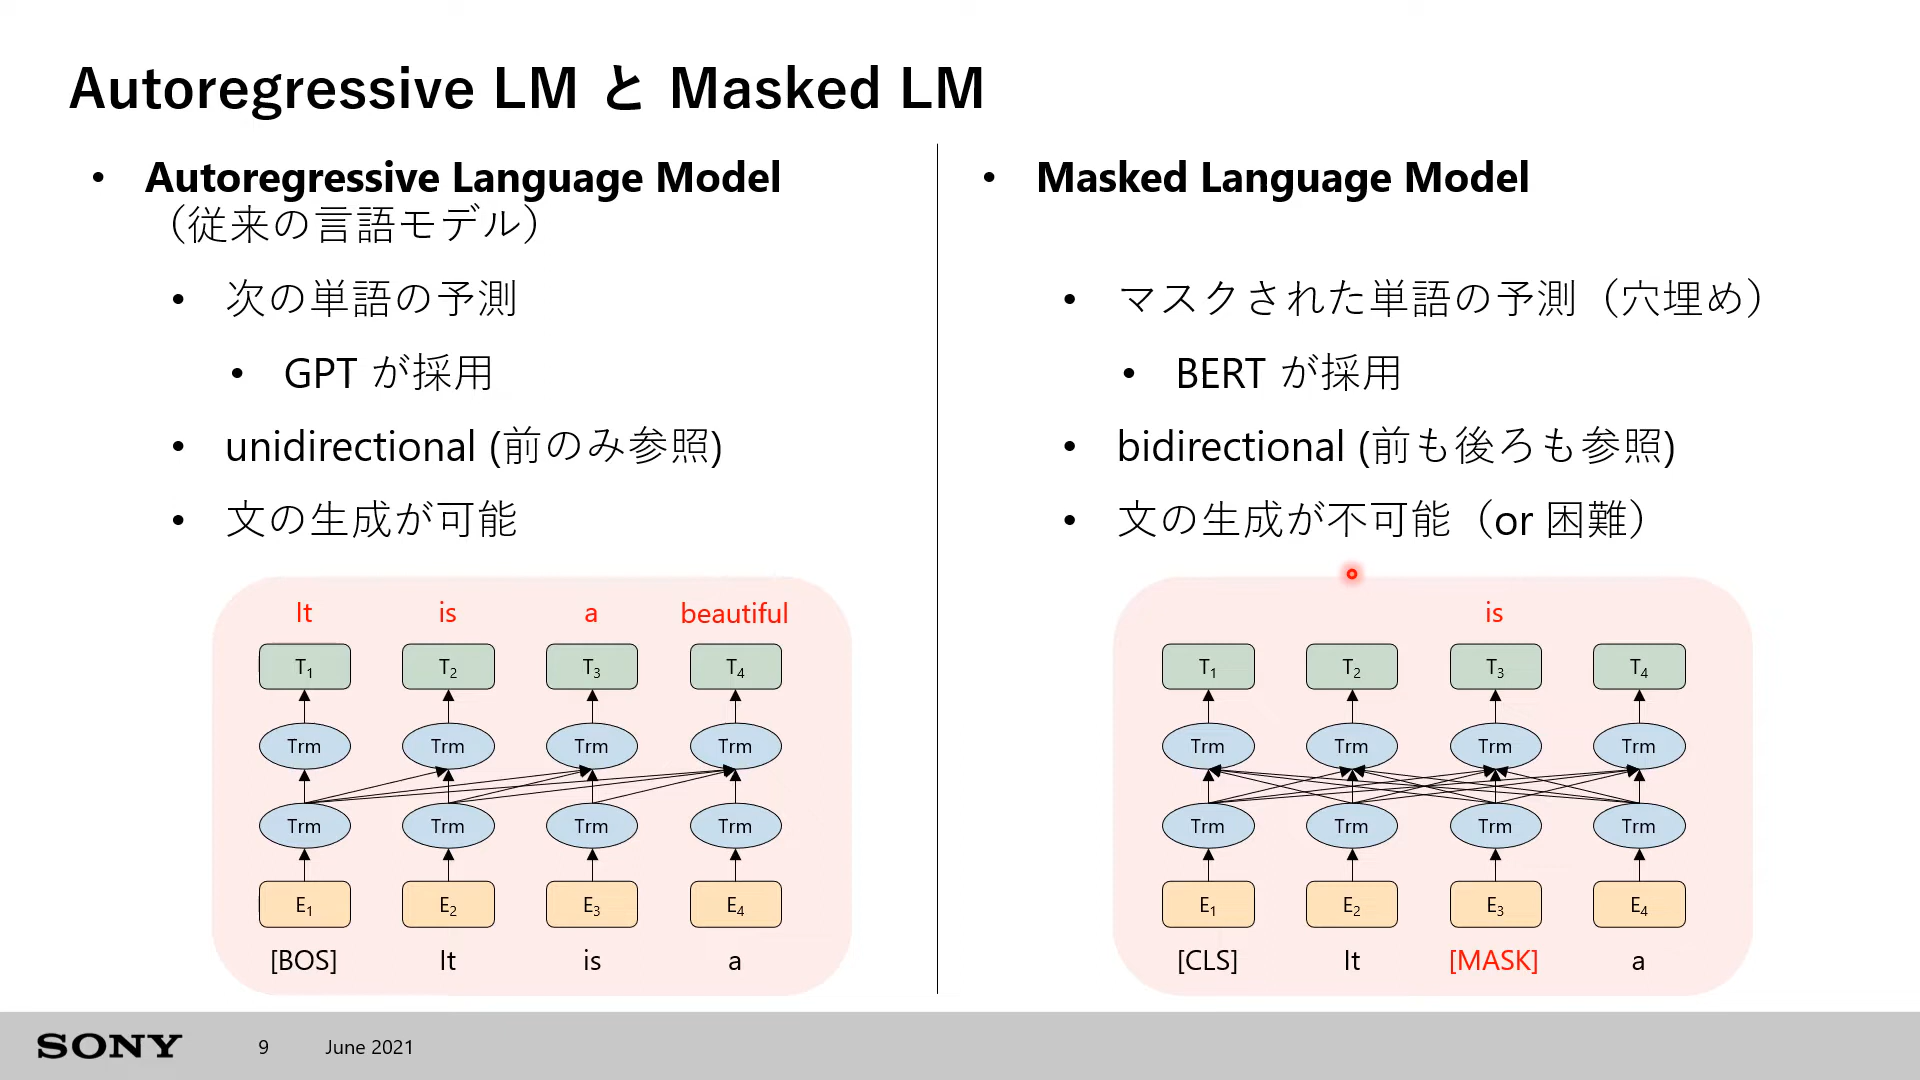 Autoregressive LM と Masked LM
• Autoregressive Language Model
（従来の言語モデル）
• 次の単語の予測
• GPT が採用
• unidirectional (前のみ参照)
• 文の生成が可能
It is a beautiful
T1 T2 T3 T4
Trm Trm Trm Trm
Trm Trm Trm Trm
E1 E2 E3 E4
[BOS] It is a
• Masked Language Model
• マスクされた単語の予測（穴埋め）
• BERT が採用
• bidirectional (前も後ろも参照)
• 文の生成が不可能（or 困難）
is
T1 T2 T3 T4
Trm Trm Trm Trm
Trm Trm Trm Trm
E1 E2 E3 E4
[CLS] It [MASK] a
SONY 9 June 2021